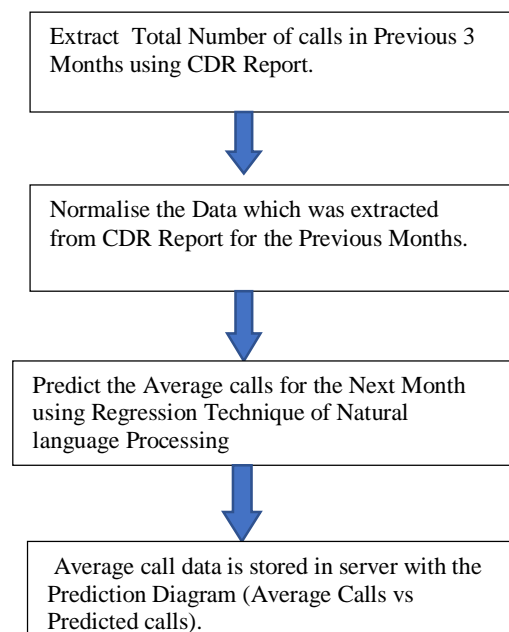 Extract Total Number of calls in Previous 3
Months using CDR Report.
Normalise the Data which was extracted
from CDR Report for the Previous Months.
Predict the Average calls for the Next Month
using Regression Technique of Natural
language Processing
Average call data is stored in server with the
Prediction Diagram (Average Calls vs
Predicted calls).